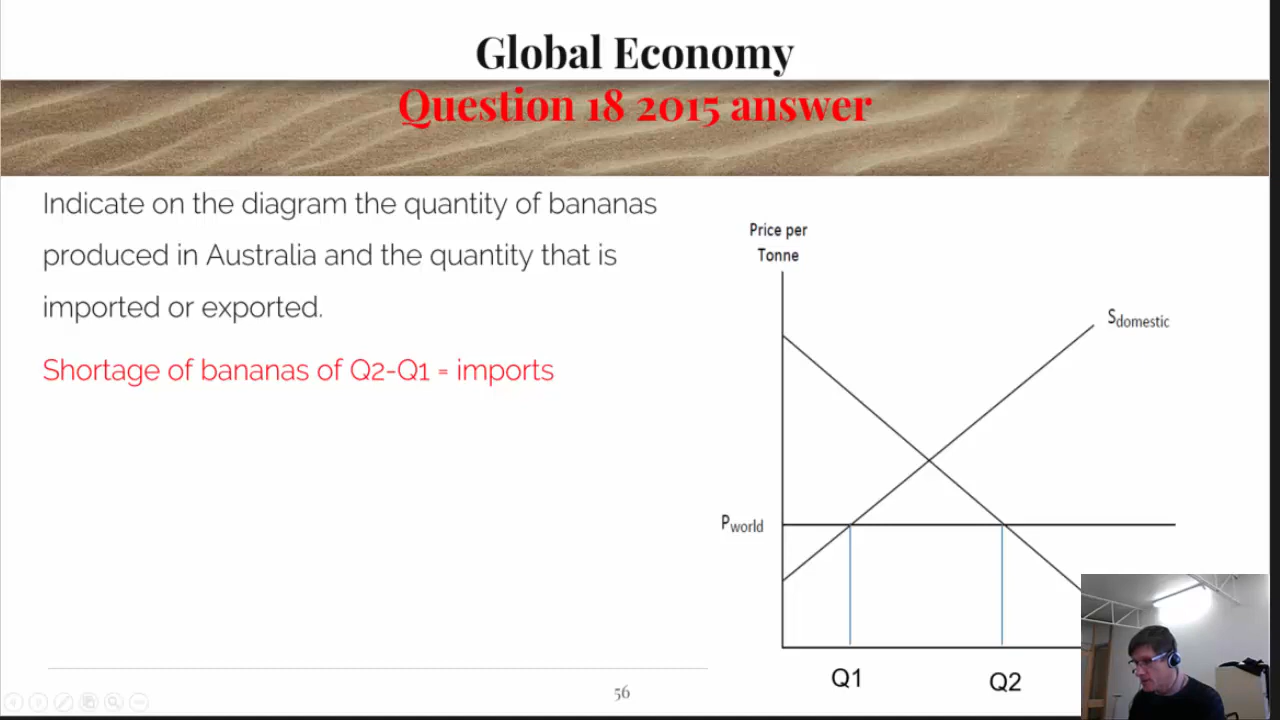 Global Economy
Question 18 2015 answer
Indicate on the diagram the quantity of bananas
produced in Australia and the quantity that is
imported or exported.
Shortage of bananas of Q2-Q1 = imports
Price per
Tonne
Sdomestic
Pworld
Q1
Q2
56